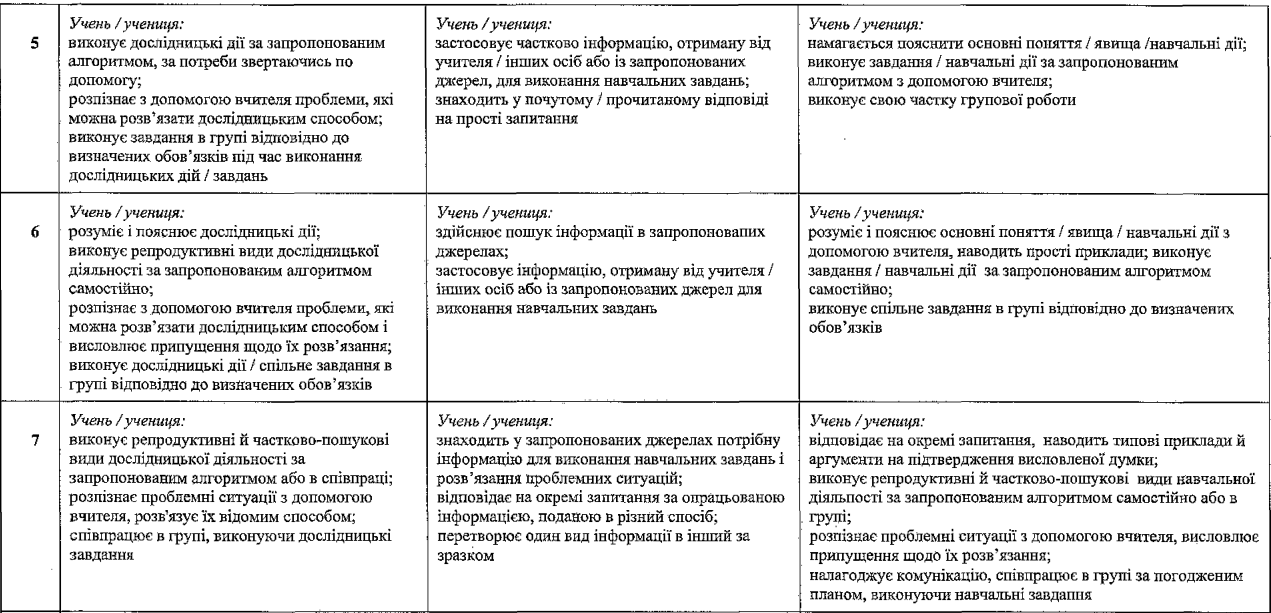 5
Учень / учениця:
виконує дослідницькі дії за запропонованим
алгоритмом, за потреби звертаючись по
допомогу;
розпізнає з допомогою вчителя проблеми, які
можна розв’язати дослідницьким способом;
виконує завдання в групі відповідно до
визначених обов’язків під час виконання
дослідницьких дій / завдань
Учень / учениця:
застосовує частково інформацію, отриману від
учителя / інших осіб або із запропонованих
джерел, для виконання навчальних завдань;
знаходить у почутому / прочитаному відповіді
на прості запитання
Учень / учениця:
намагається пояснити основні поняття / явища /навчальні дії;
виконує завдання / навчальні дії за запропонованим
алгоритмом з допомогою вчителя;
виконує свою частку групової роботи
6
Учень / учениця:
розуміє і пояснює дослідницькі дії;
виконує репродуктивні види дослідницької
діяльності за запропонованим алгоритмом
самостійно;
розпізнає з допомогою вчителя проблеми, які
можна розв’язати дослідницьким способом і
висловлює припущення щодо їх розв’язання;
виконує дослідницькі дії / спільне завдання в
групі відповідно до визначених обов’язків
Учень / учениця:
здійснює пошук інформації в запропонованих
джерелах;
застосовує інформацію, отриману від учителя /
інших осіб або із запропонованих джерел для
виконання навчальних завдань
Учень / учениця:
розуміє і пояснює основні поняття / явища / навчальні дії з
допомогою вчителя, наводить прості приклади; виконує
завдання / навчальні дії за запропонованим алгоритмом
самостійно;
виконує спільне завдання в групі відповідно до визначених
обов’язків
7
Учень / учениця:
виконує репродуктивні й частково-пошукові
види дослідницької діяльності за
запропонованим алгоритмом або в співпраці;
розпізнає проблемні ситуації з допомогою
вчителя, розв’язує їх відомим способом;
співпрацює в групі, виконуючи дослідницькі
завдання
Учень / учениця:
знаходить у запропонованих джерелах потрібну
інформацію для виконання навчальних завдань і
розв’язання проблемних ситуацій;
відповідає на окремі запитання за опрацьованою
інформацією, поданою в різний спосіб;
перетворює один вид інформації в інший за
зразком
Учень / учениця:
відповідає на окремі запитання, наводить типові приклади й
аргументи на підтвердження висловленої думки;
виконує репродуктивні й частково-пошукові види навчальної
діяльності за запропонованим алгоритмом самостійно або в
групі;
розпізнає проблемні ситуації з допомогою вчителя, висловлює
припущення щодо їх розв’язання;
налагоджує комунікацію, співпрацює в групі за погодженим
планом, виконуючи навчальні завдання